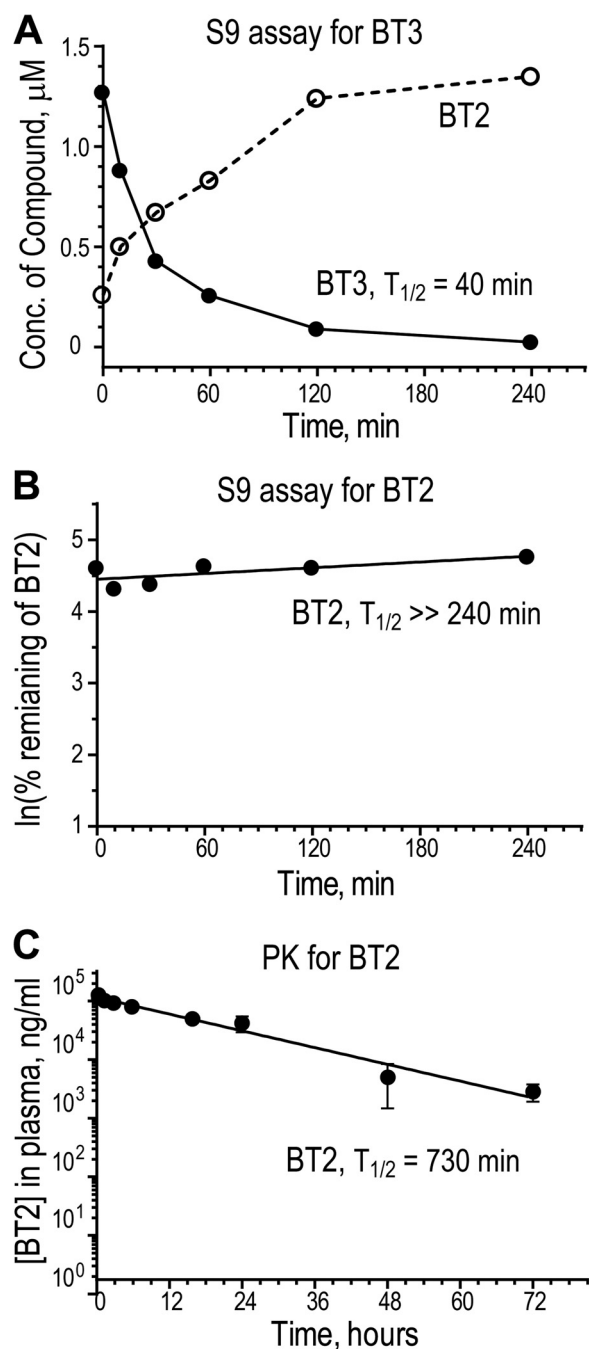 A
S9 assay for BT3
Conc. of Compound, μM
1.5
1.0
0.5
0
BT2
BT3, T1/2 = 40 min
0 60 120 180 240
Time, min
B
S9 assay for BT2
ln(% remianing of BT2)
5
4
3
2
1
BT2, T1/2 >> 240 min
0 60 120 180 240
Time, min
C
PK for BT2
[BT2] in plasma, ng/ml
10^5
10^4
10^3
10^2
10^1
10^0
BT2, T1/2 = 730 min
0 12 24 36 48 60 72
Time, hours